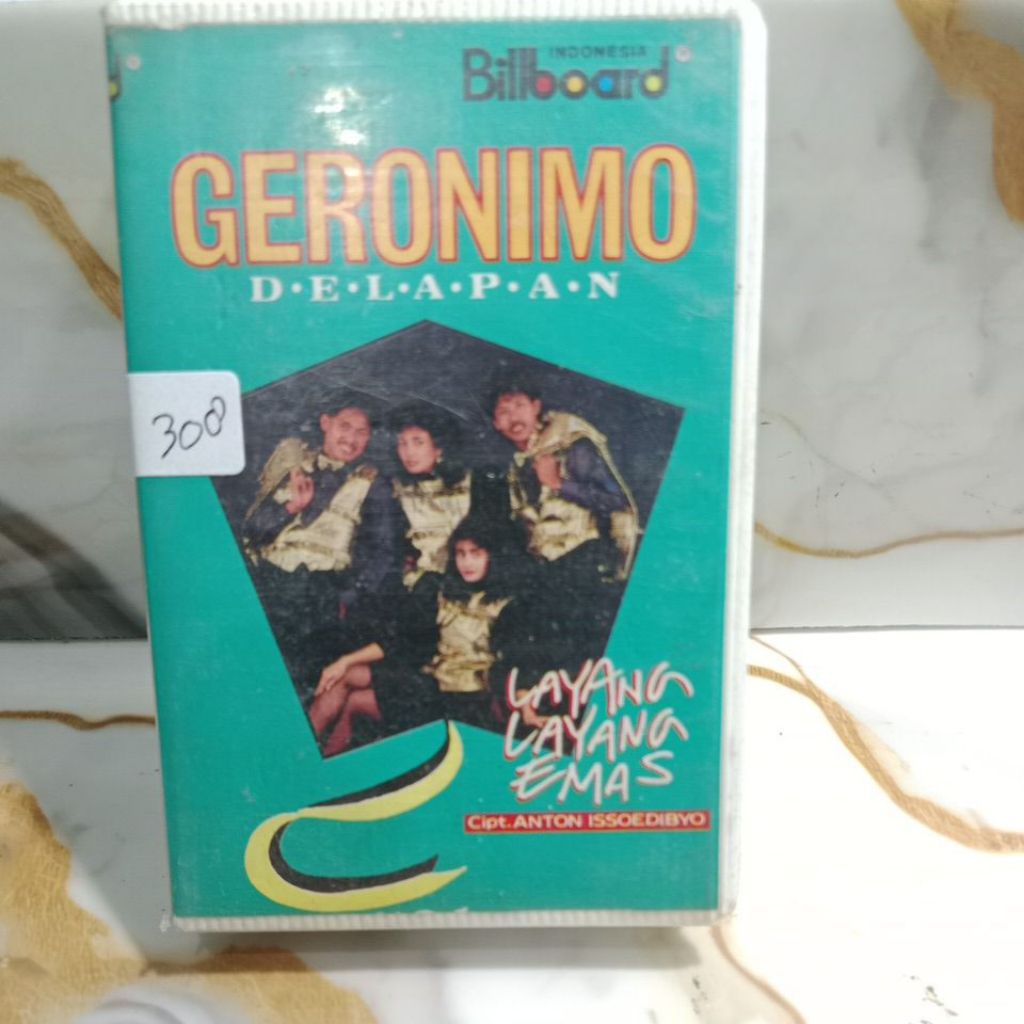 INDONESIA
Billboard
GERONIMO
D•E•L•A•P•A•N
308
LAYANG
LAYANG
EMAS
Cipt. ANTON ISSOEDIBYO